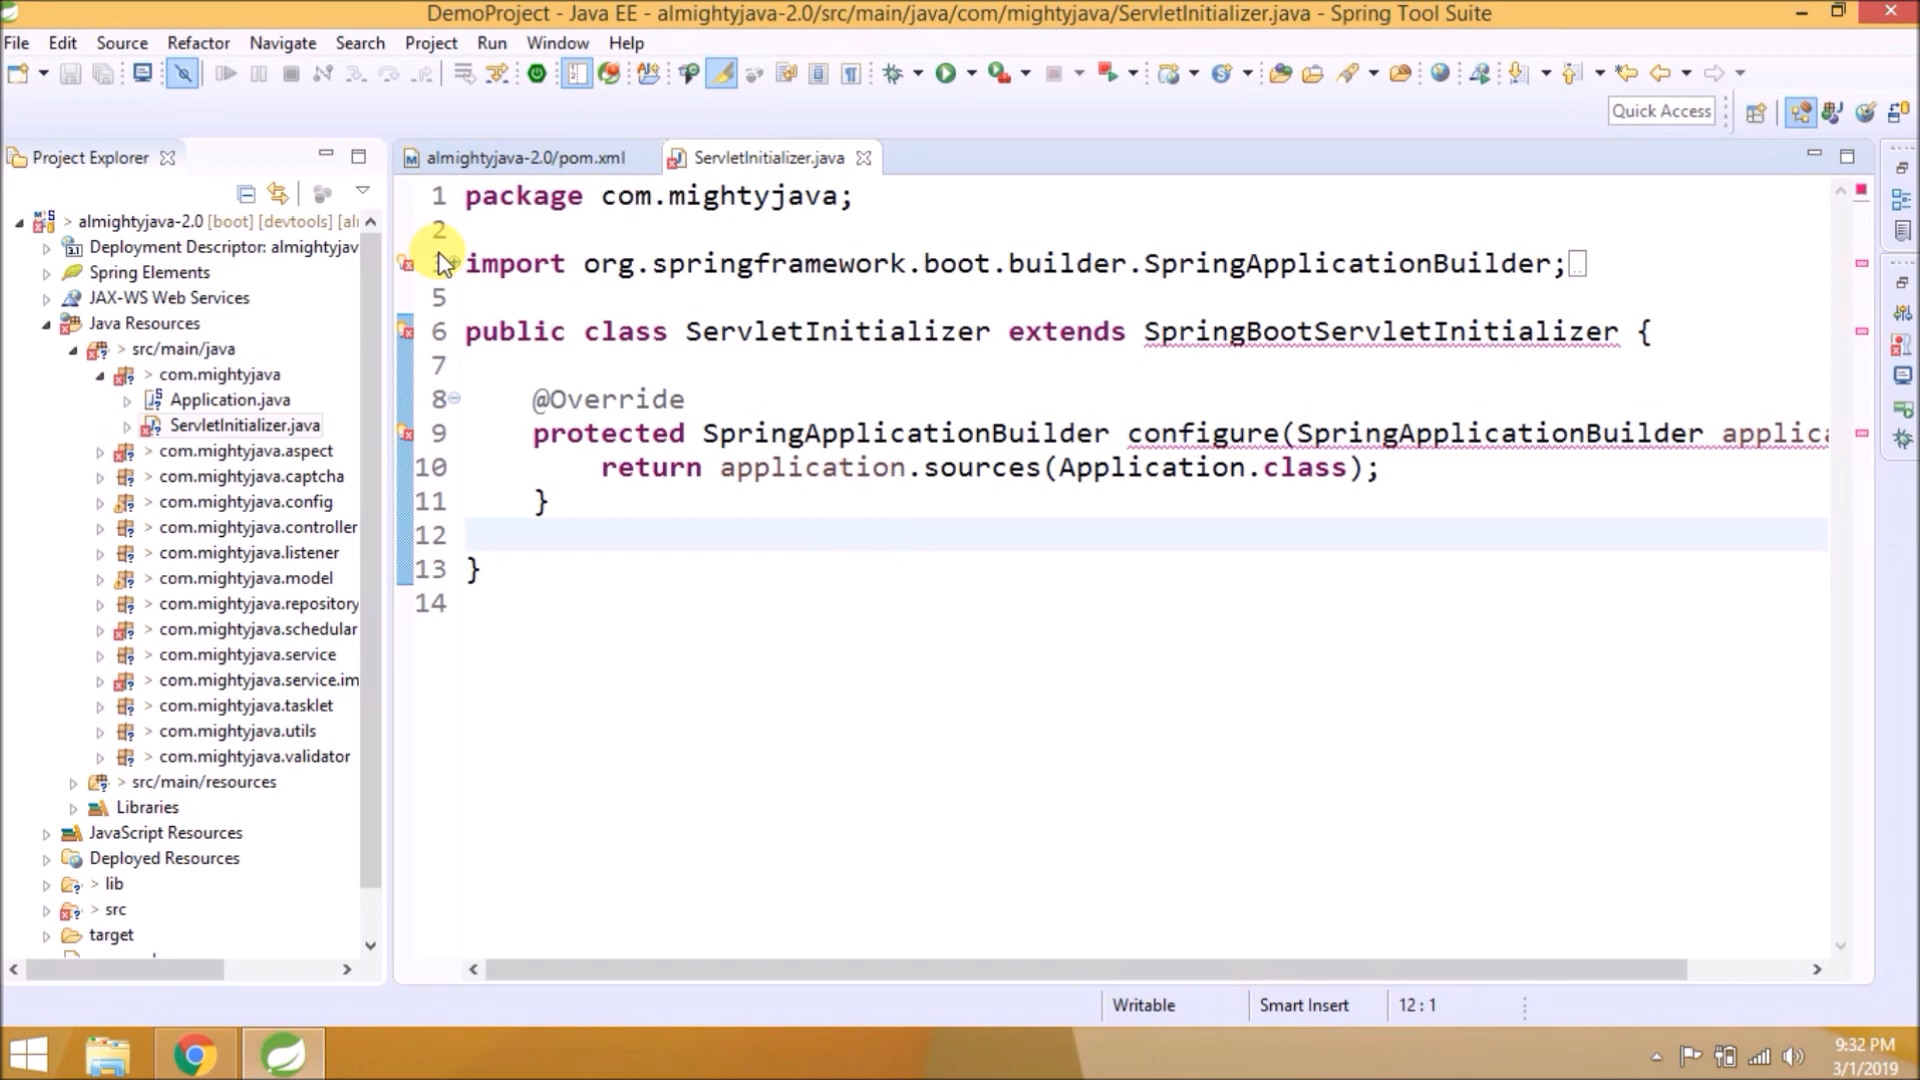 DemoProject - Java EE - almightyjava-2.0/src/main/java/com/mightyjava/ServletInitializer.java - Spring Tool Suite
File Edit Source Refactor Navigate Search Project Run Window Help
Quick Access
Project Explorer
almightyjava-2.0/pom.xml
ServletInitializer.java
> almightyjava-2.0 [boot] [devtools] [al
Deployment Descriptor: almightyjav
Spring Elements
JAX-WS Web Services
Java Resources
> src/main/java
> com.mightyjava
Application.java
ServletInitializer.java
> com.mightyjava.aspect
> com.mightyjava.captcha
> com.mightyjava.config
> com.mightyjava.controller
> com.mightyjava.listener
> com.mightyjava.model
> com.mightyjava.repository
> com.mightyjava.schedular
> com.mightyjava.service
> com.mightyjava.service.im
> com.mightyjava.tasklet
> com.mightyjava.utils
> com.mightyjava.validator
> src/main/resources
Libraries
JavaScript Resources
Deployed Resources
> lib
> src
target
1 package com.mightyjava;
2
import org.springframework.boot.builder.SpringApplicationBuilder;
5
6 public class ServletInitializer extends SpringBootServletInitializer {
7
8 @Override
9 protected SpringApplicationBuilder configure(SpringApplicationBuilder applica
10 return application.sources(Application.class);
11 }
12
13 }
14
Writable
Smart Insert
12 : 1
9:32 PM
3/1/2019